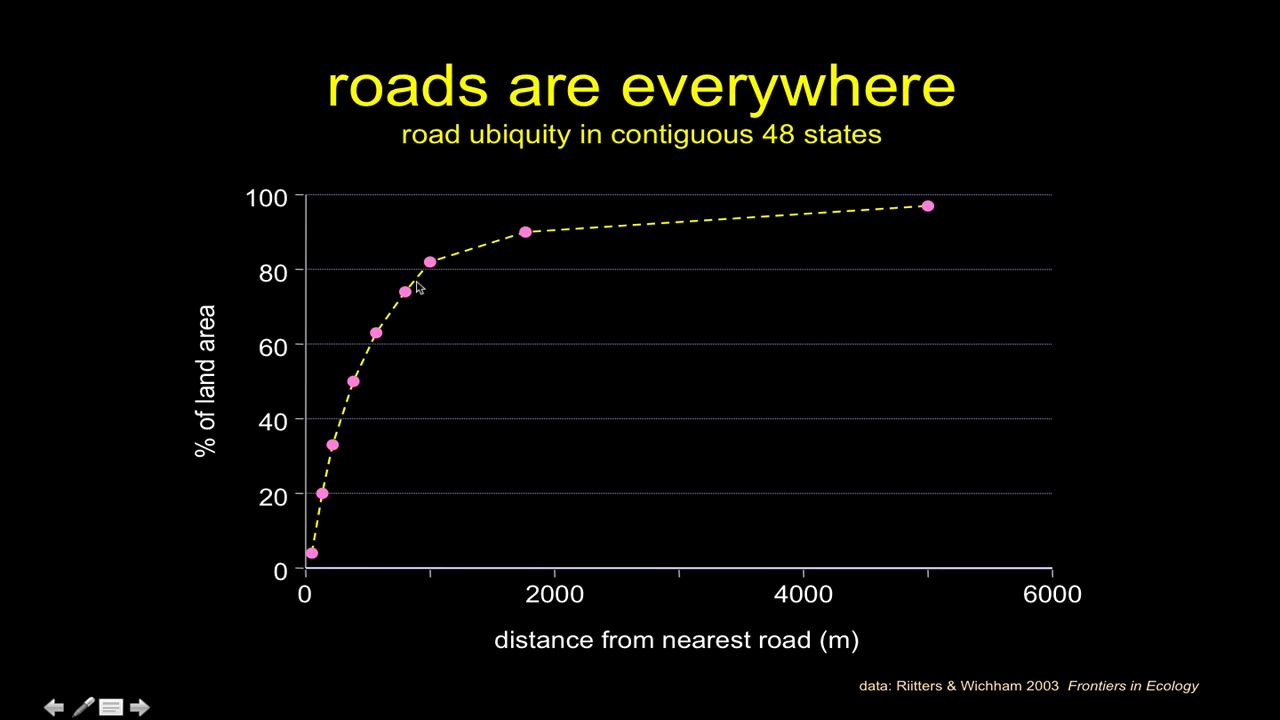 roads are everywhere
road ubiquity in contiguous 48 states
100
80
60
40
20
0
% of land area
0 2000 4000 6000
distance from nearest road (m)
data: Riitters & Wichham 2003 Frontiers in Ecology